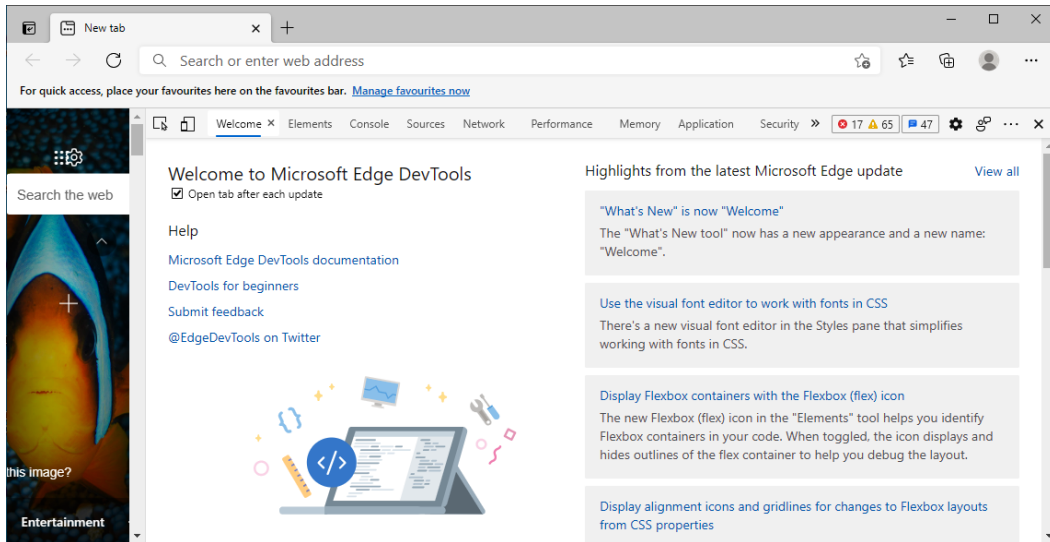 New tab
Search or enter web address
For quick access, place your favourites here on the favourites bar. Manage favourites now
Welcome Elements Console Sources Network Performance Memory Application Security 17 65 47
Search the web
this image?
Entertainment
Welcome to Microsoft Edge DevTools
Open tab after each update
Help
Microsoft Edge DevTools documentation
DevTools for beginners
Submit feedback
@EdgeDevTools on Twitter
Highlights from the latest Microsoft Edge update View all
"What's New" is now "Welcome"
The "What's New tool" now has a new appearance and a new name:
"Welcome".
Use the visual font editor to work with fonts in CSS
There's a new visual font editor in the Styles pane that simplifies
working with fonts in CSS.
Display Flexbox containers with the Flexbox (flex) icon
The new Flexbox (flex) icon in the "Elements" tool helps you identify
Flexbox containers in your code. When toggled, the icon displays and
hides outlines of the flex container to help you debug the layout.
Display alignment icons and gridlines for changes to Flexbox layouts
from CSS properties